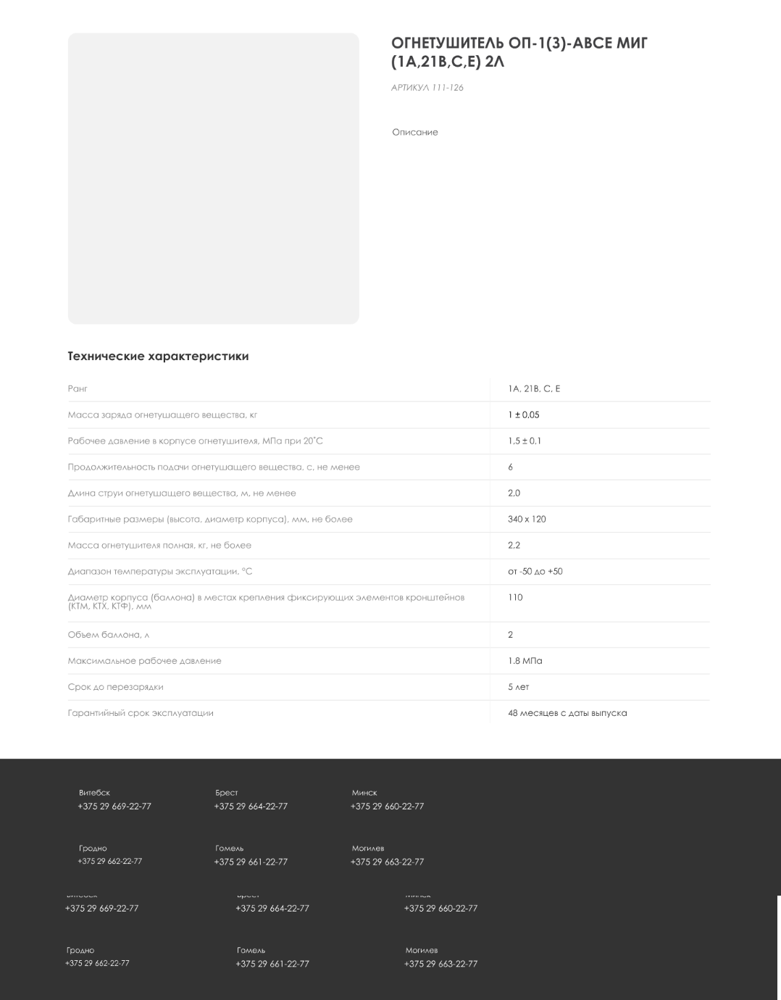 ОГНЕТУШИТЕЛЬ ОП-1(3)-АВСЕ МИГ
(1А,21В,С,Е) 2Л
АРТИКУЛ 111-126
Описание
Технические характеристики
Ранг 1А, 21В, С, Е
Масса заряда огнетушащего вещества, кг 1 ± 0,05
Рабочее давление в корпусе огнетушителя, МПа при 20˚С 1,5 ± 0,1
Продолжительность подачи огнетушащего вещества, с, не менее 6
Длина струи огнетушащего вещества, м, не менее 2,0
Габаритные размеры (высота, диаметр корпуса), мм, не более 340 х 120
Масса огнетушителя полная, кг, не более 2,2
Диапазон температуры эксплуатации, °С от -50 до +50
Диаметр корпуса (баллона) в местах крепления фиксирующих элементов кронштейнов 110
(КТМ, КТХ, КТФ), мм
Объем баллона, л 2
Максимальное рабочее давление 1.8 МПа
Срок до перезарядки 5 лет
Гарантийный срок эксплуатации 48 месяцев с даты выпуска
Витебск Брест Минск
+375 29 669-22-77 +375 29 664-22-77 +375 29 660-22-77
Гродно Гомель Могилев
+375 29 662-22-77 +375 29 661-22-77 +375 29 663-22-77
Витебск Брест Минск
+375 29 669-22-77 +375 29 664-22-77 +375 29 660-22-77
Гродно Гомель Могилев
+375 29 662-22-77 +375 29 661-22-77 +375 29 663-22-77